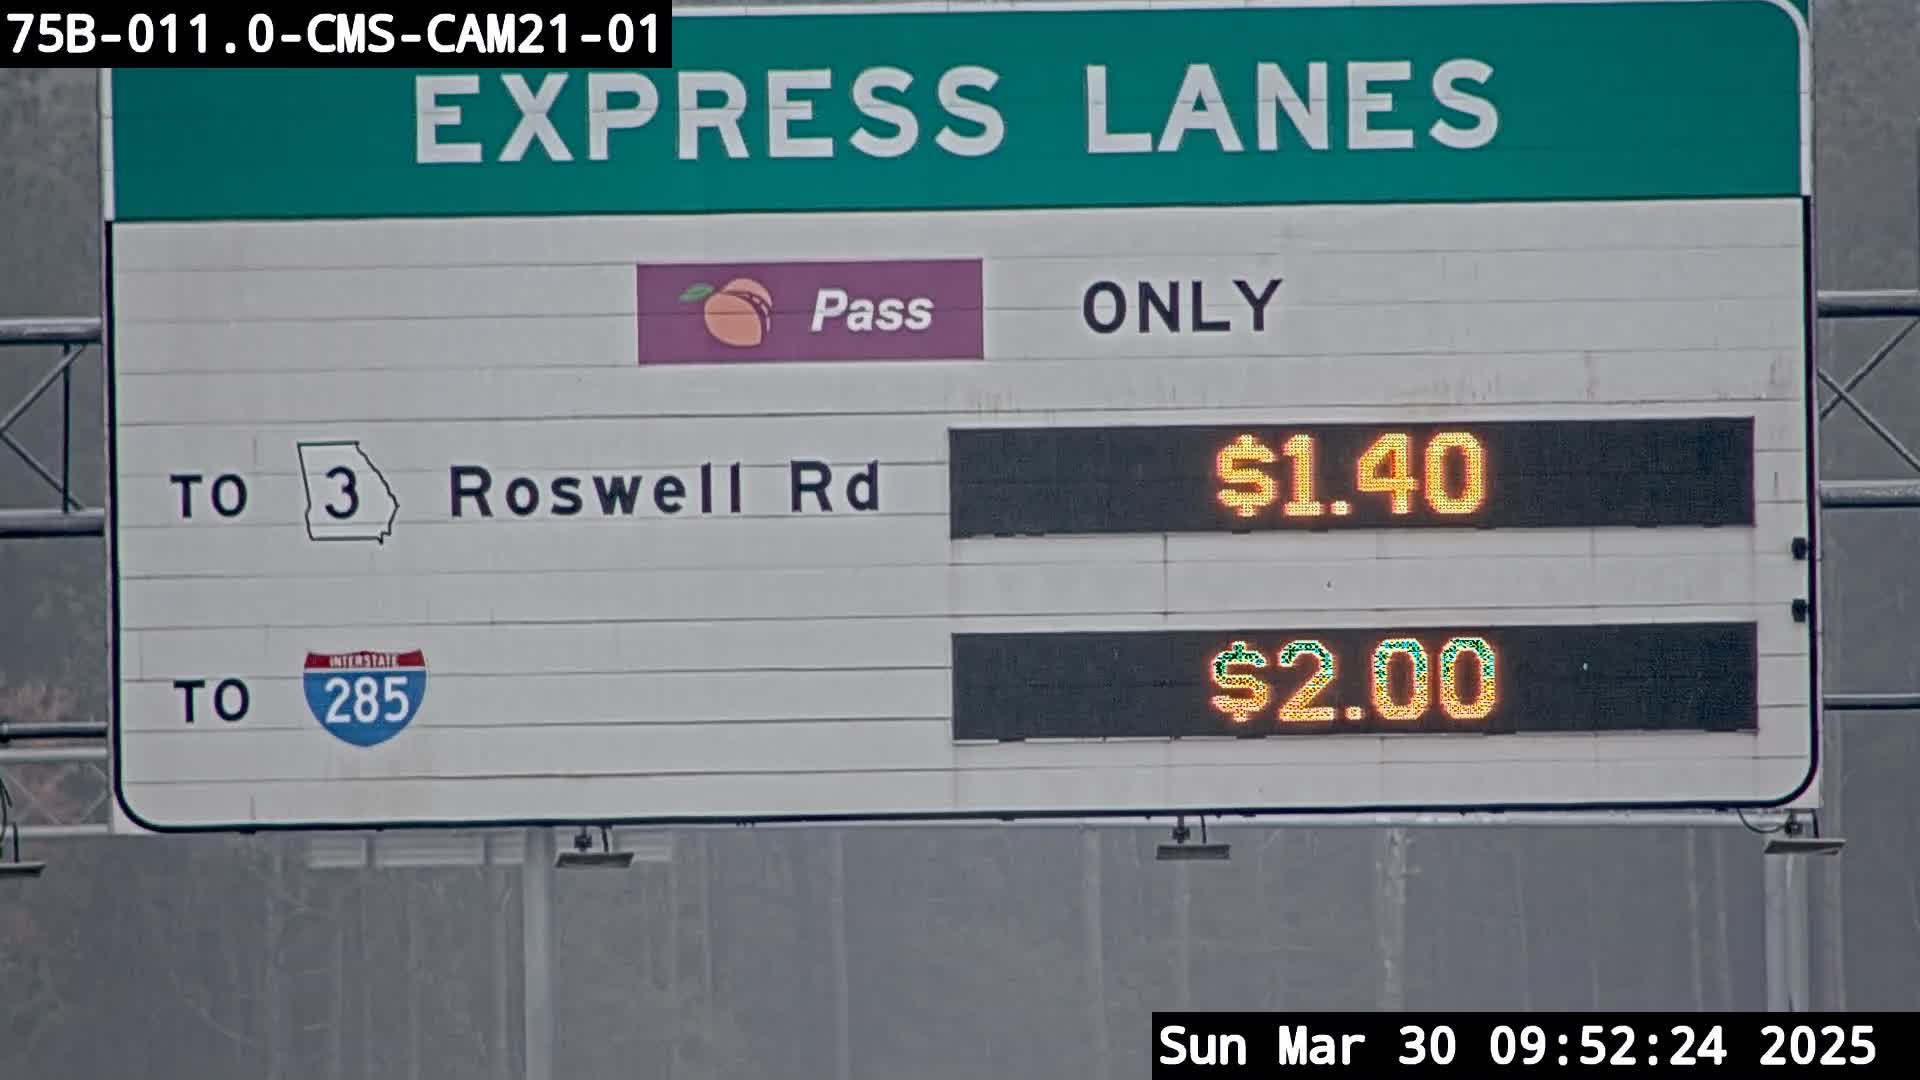 75B-011.0-CMS-CAM21-01
EXPRESS LANES
Pass ONLY
TO 3 Roswell Rd $1.40
TO INTERSTATE 285 $2.00
Sun Mar 30 09:52:24 2025